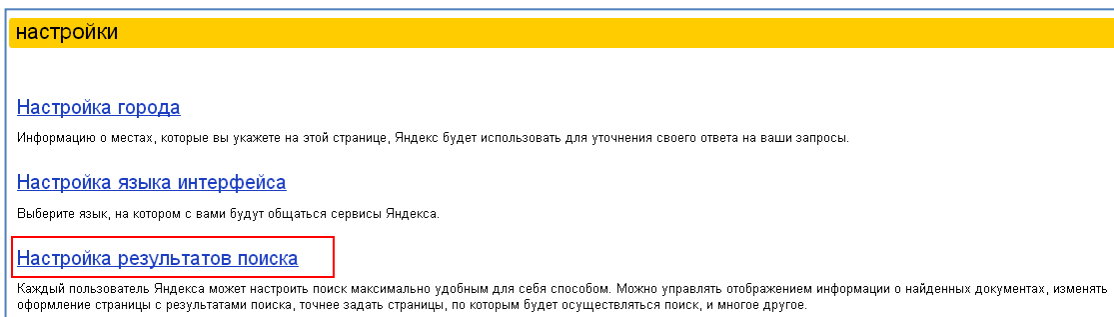 настройки
Настройка города
Информацию о местах, которые вы укажете на этой странице, Яндекс будет использовать для уточнения своего ответа на ваши запросы.
Настройка языка интерфейса
Выберите язык, на котором с вами будут общаться сервисы Яндекса.
Настройка результатов поиска
Каждый пользователь Яндекса может настроить поиск максимально удобным для себя способом. Можно управлять отображением информации о найденных документах, изменять
оформление страницы с результатами поиска, точнее задать страницы, по которым будет осуществляться поиск, и многое другое.